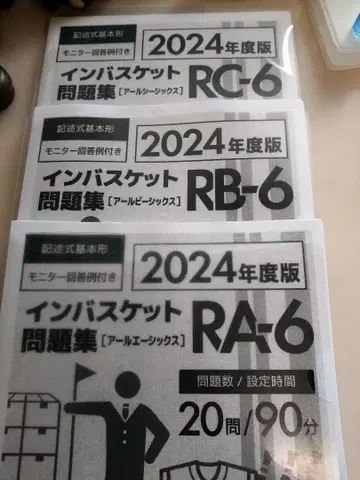 記述式基本形
モニター回答例付き
2024年度版
インバスケット
問題集[アールシーシックス]
RC-6
記述式基本形
モニター回答例付き
2024年度版
インバスケット
問題集[アールビーシックス]
RB-6
記述式基本形
モニター回答例付き
2024年度版
インバスケット
問題集[アールエーシックス]
RA-6
問題数/設定時間
20問/90分